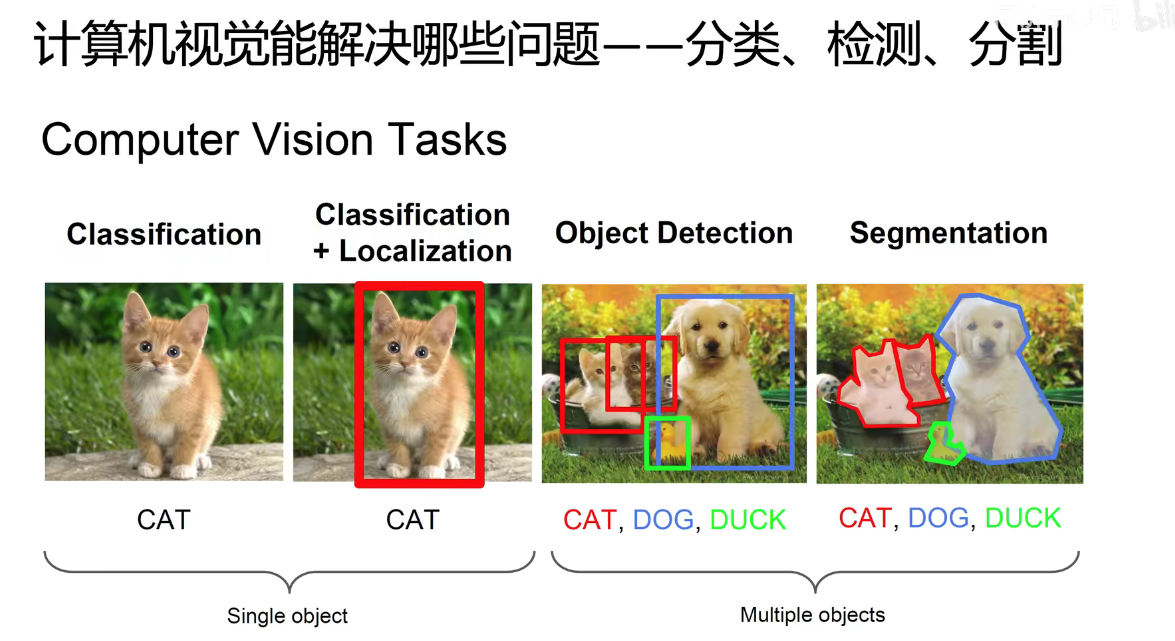 计算机视觉能解决哪些问题——分类、检测、分割
Computer Vision Tasks
Classification
Classification
+ Localization
Object Detection
Segmentation
CAT
CAT
CAT, DOG, DUCK
CAT, DOG, DUCK
Single object
Multiple objects